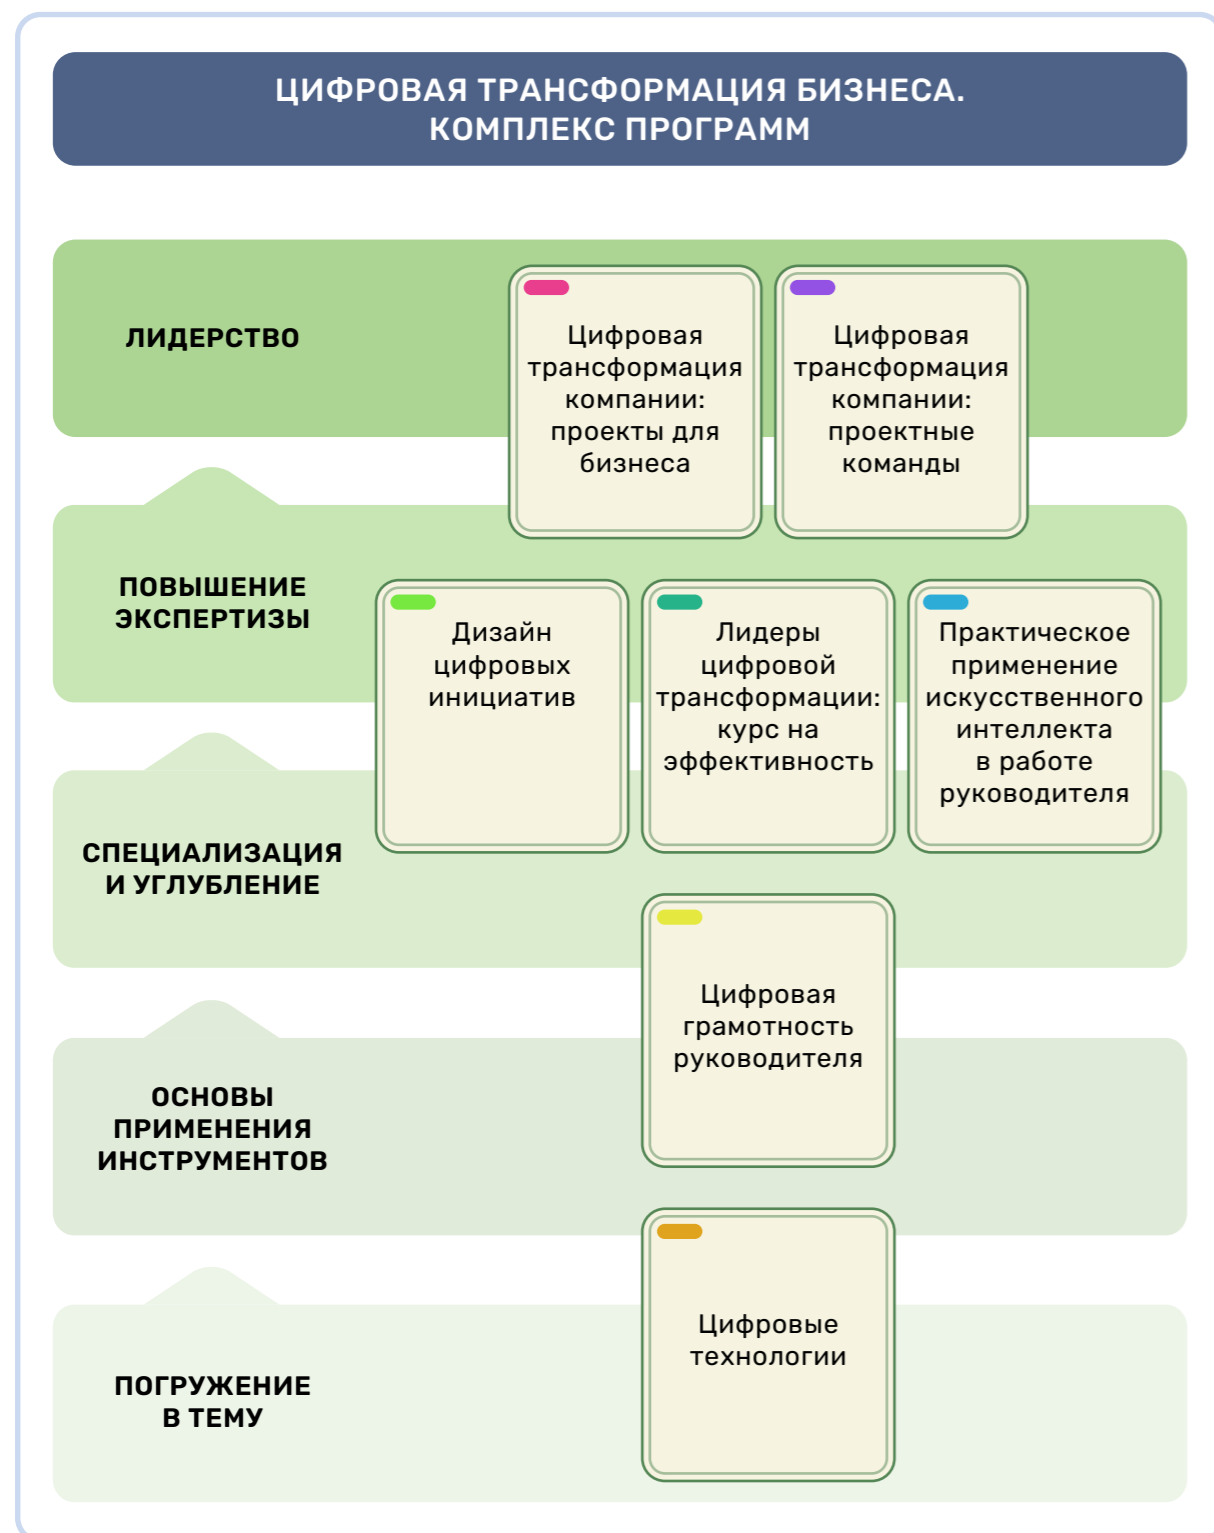 ЦИФРОВАЯ ТРАНСФОРМАЦИЯ БИЗНЕСА.
КОМПЛЕКС ПРОГРАММ
ЛИДЕРСТВО
Цифровая
трансформация
компании:
проекты для
бизнеса
Цифровая
трансформация
компании:
проектные
команды
ПОВЫШЕНИЕ
ЭКСПЕРТИЗЫ
Дизайн
цифровых
инициатив
Лидеры
цифровой
трансформации:
курс на
эффективность
Практическое
применение
искусственного
интеллекта
в работе
руководителя
СПЕЦИАЛИЗАЦИЯ
И УГЛУБЛЕНИЕ
Цифровая
грамотность
руководителя
ОСНОВЫ
ПРИМЕНЕНИЯ
ИНСТРУМЕНТОВ
Цифровые
технологии
ПОГРУЖЕНИЕ
В ТЕМУ